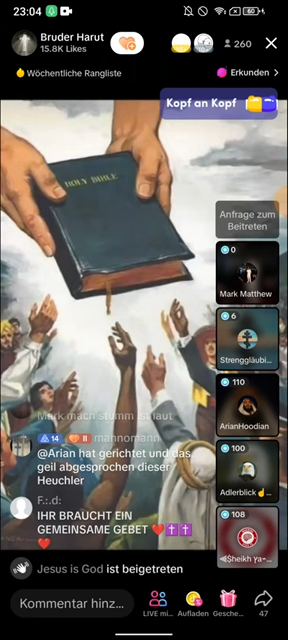 23:04
60
Bruder Harut
15.8K Likes
260
Wöchentliche Rangliste
Erkunden
Kopf an Kopf
HOLY BIBLE
Anfrage zum
Beitreten
0
Mark Matthew
6
Strenggläubi...
110
ArianHoodian
100
Adlerblick
108
Mark mach stumm ist laut
14
II
mannomann
@Arian hat gerichtet und das
geil abgesprochen dieser
Heuchler
F.:.d:
IHR BRAUCHT EIN
GEMEINSAME GEBET ❤️✝️✝️
❤️
Jesus is God ist beigetreten
Kommentar hinz...
LIVE mi...
Aufladen
Gesche...
47